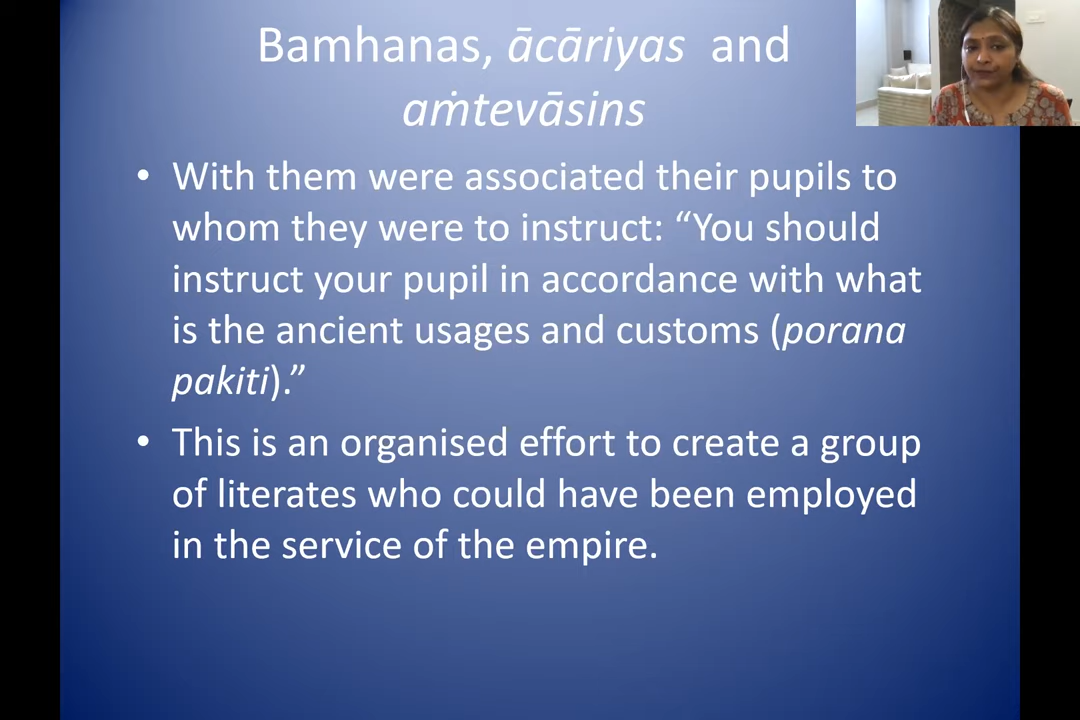 Bamhanas, ācāriyas and
aṁtevāsins
• With them were associated their pupils to
whom they were to instruct: “You should
instruct your pupil in accordance with what
is the ancient usages and customs (porana
pakiti).”
• This is an organised effort to create a group
of literates who could have been employed
in the service of the empire.